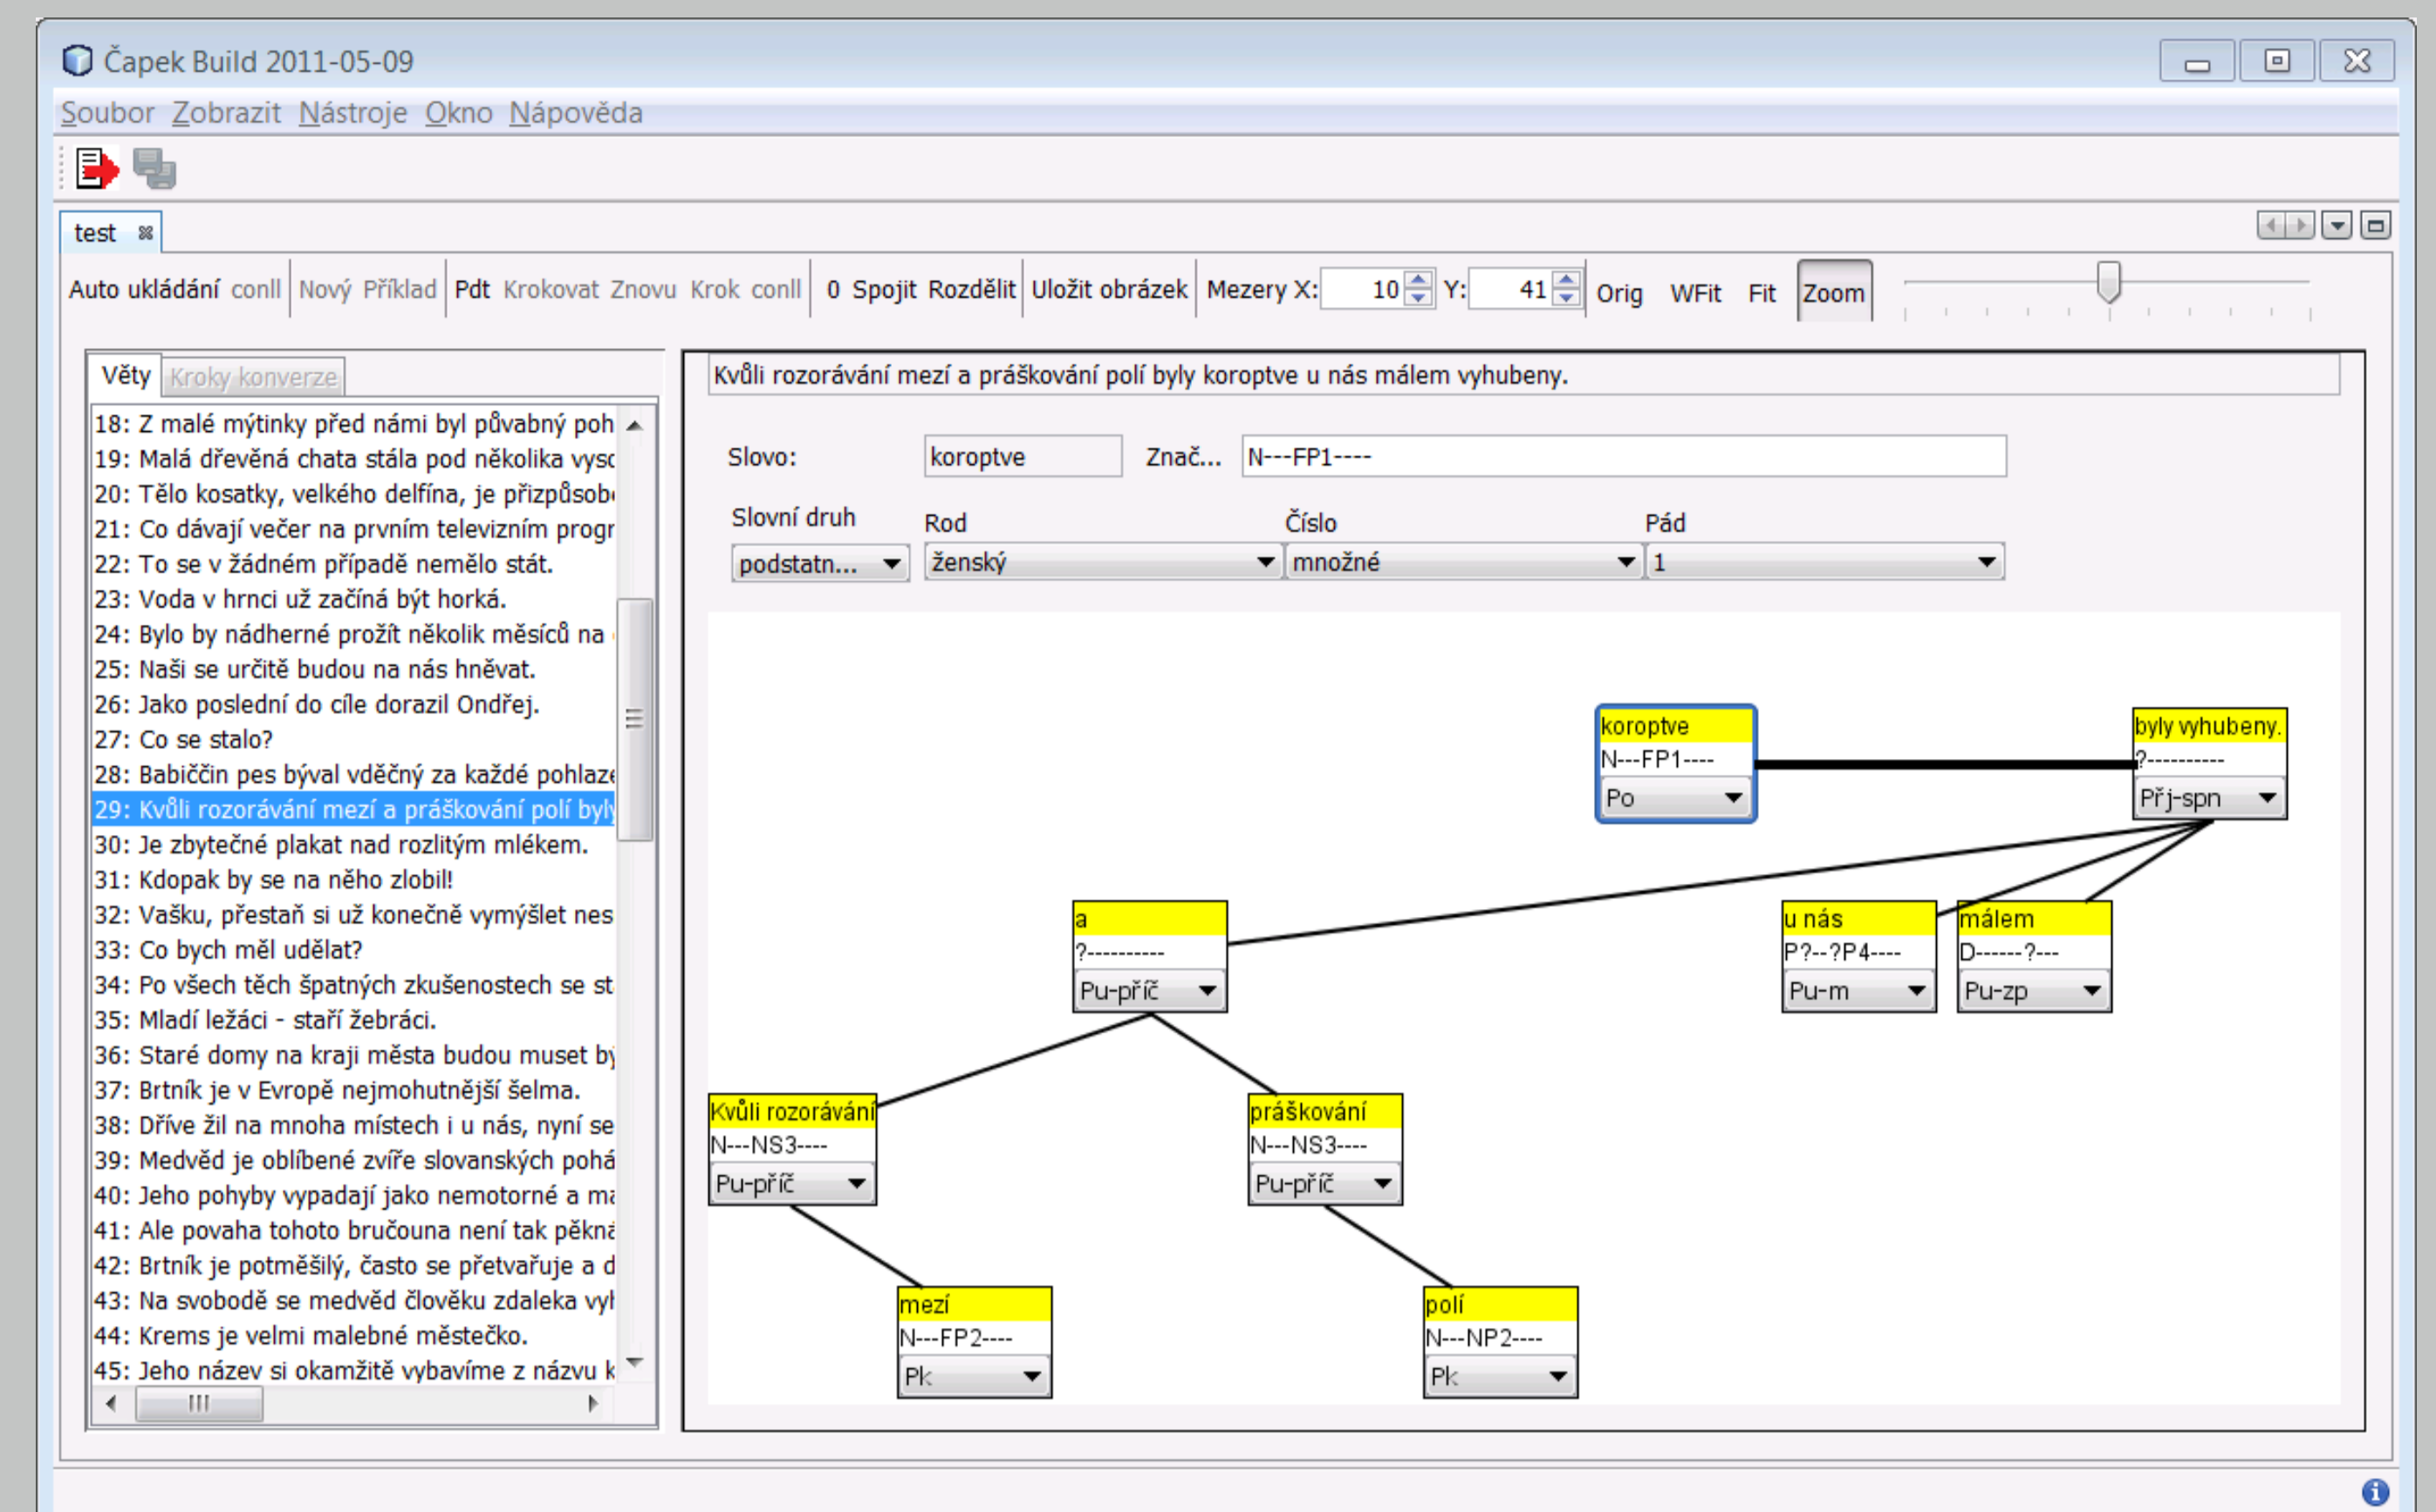 Čapek Build 2011-05-09
Soubor Zobrazit Nástroje Okno Nápověda
test
Auto ukládání conll Nový Příklad Pdt Krokovat Znovu Krok conll 0 Spojit Rozdělit Uložit obrázek Mezery X: 10 Y: 41 Orig WFit Fit Zoom
Věty Kroky konverze
18: Z malé mýtinky před námi byl půvabný poh
19: Malá dřevěná chata stála pod několika vyso
20: Tělo kosatky, velkého delfína, je přizpůsobe
21: Co dávají večer na prvním televizním progr
22: To se v žádném případě nemělo stát.
23: Voda v hrnci už začíná být horká.
24: Bylo by nádherné prožít několik měsíců na
25: Naši se určitě budou na nás hněvat.
26: Jako poslední do cíle dorazil Ondřej.
27: Co se stalo?
28: Babiččin pes býval vděčný za každé pohlaze
29: Kvůli rozorávání mezí a práškování polí byly
30: Je zbytečné plakat nad rozlitým mlékem.
31: Kdopak by se na něho zlobil!
32: Vašku, přestaň si už konečně vymýšlet nes
33: Co bych měl udělat?
34: Po všech těch špatných zkušenostech se st
35: Mladí ležáci - staří žebráci.
36: Staré domy na kraji města budou muset bý
37: Brtník je v Evropě nejmohutnější šelma.
38: Dříve žil na mnoha místech i u nás, nyní se
39: Medvěd je oblíbené zvíře slovanských pohá
40: Jeho pohyby vypadají jako nemotorné a ma
41: Ale povaha tohoto bručouna není tak pěkná
42: Brtník je potměšilý, často se přetvařuje a d
43: Na svobodě se medvěd člověku zdaleka vyh
44: Krems je velmi malebné městečko.
45: Jeho název si okamžitě vybavíme z názvu k
Kvůli rozorávání mezí a práškování polí byly koroptve u nás málem vyhubeny.
Slovo: koroptve Znač... N---FP1----
Slovní druh Rod Číslo Pád
podstatn... ženský množné 1
koroptve
N---FP1----
Po
byly vyhubeny.
?----------
Přj-spn
a
?----------
Pu-příč
u nás
P?--?P4----
Pu-m
málem
D------?---
Pu-zp
Kvůli rozorávání
N---NS3----
Pu-příč
práškování
N---NS3----
Pu-příč
mezí
N---FP2----
Pk
polí
N---NP2----
Pk